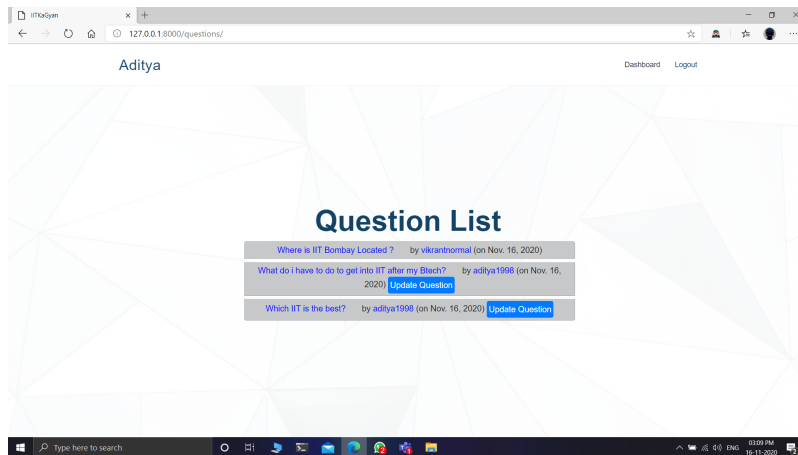 IITKaGyan
127.0.0.1:8000/questions/
Aditya
Dashboard Logout
Question List
Where is IIT Bombay Located ? by vikrantnormal (on Nov. 16, 2020)
What do i have to do to get into IIT after my Btech? by aditya1998 (on Nov. 16,
2020) Update Question
Which IIT is the best? by aditya1998 (on Nov. 16, 2020) Update Question
Type here to search
ENG
03:09 PM
16-11-2020